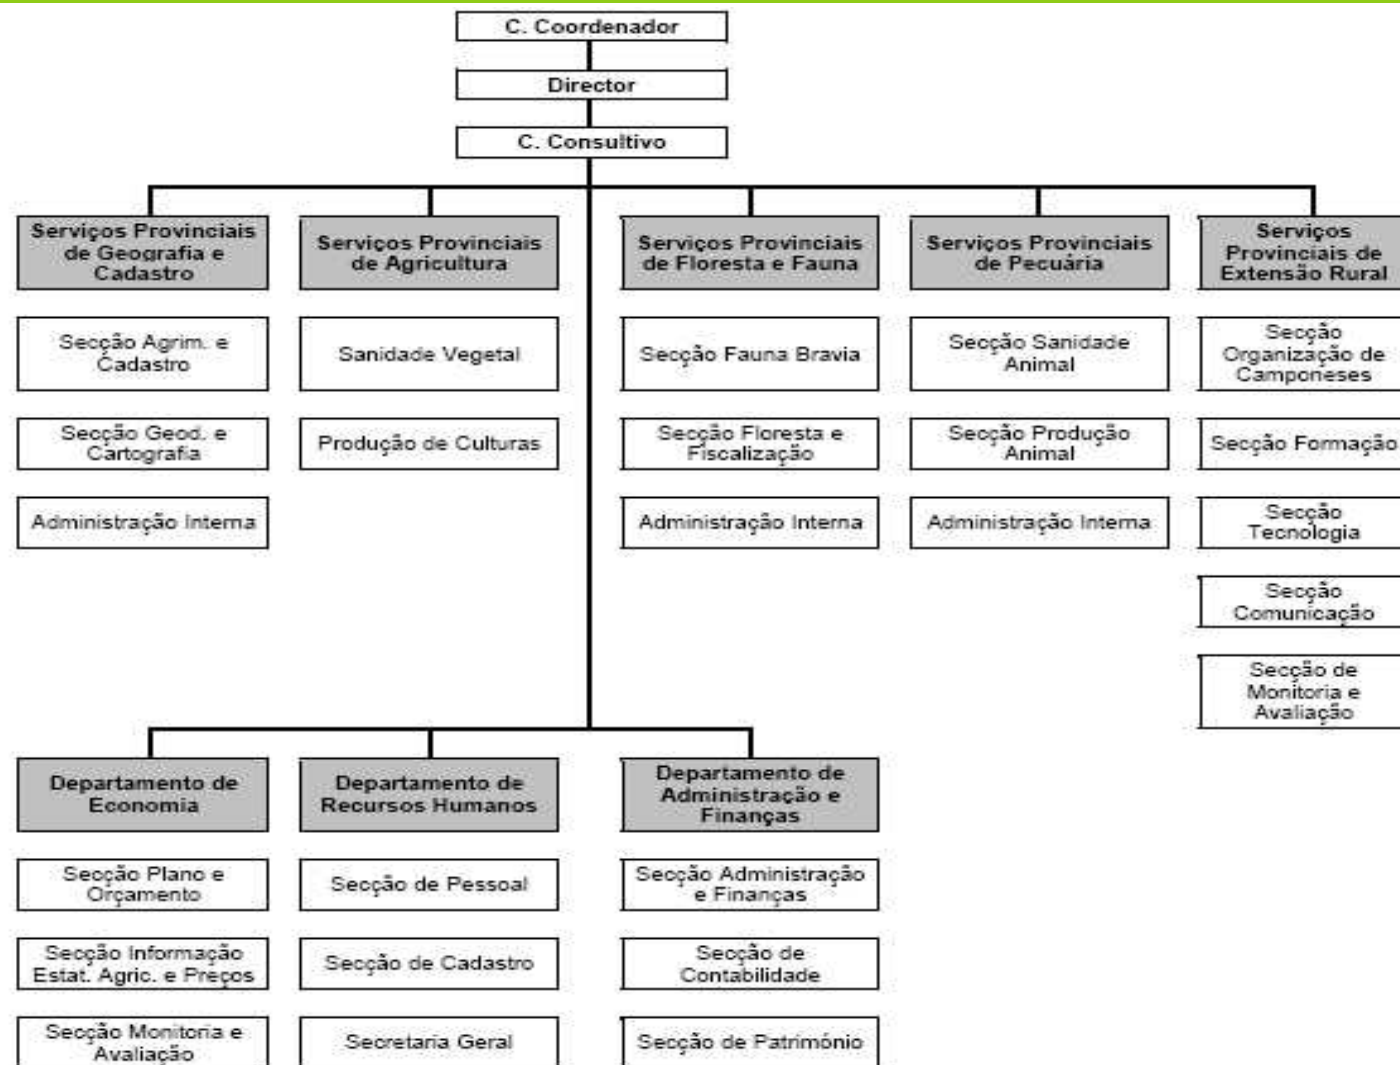 C. Coordenador
Director
C. Consultivo
Serviços Provinciais
de Geografia e
Cadastro
Secção Agrim. e
Cadastro
Secção Geod. e
Cartografia
Administração Interna
Serviços Provinciais
de Agricultura
Sanidade Vegetal
Produção de Culturas
Serviços Provinciais
de Floresta e Fauna
Secção Fauna Bravia
Secção Floresta e
Fiscalização
Administração Interna
Serviços Provinciais
de Pecuária
Secção Sanidade
Animal
Secção Produção
Animal
Administração Interna
Serviços
Provinciais de
Extensão Rural
Secção
Organização de
Camponeses
Secção Formação
Secção
Tecnologia
Secção
Comunicação
Secção de
Monitoria e
Avaliação
Departamento de
Economia
Secção Plano e
Orçamento
Secção Informação
Estat. Agric. e Preços
Secção Monitoria e
Avaliação
Departamento de
Recursos Humanos
Secção de Pessoal
Secção de Cadastro
Secretaria Geral
Departamento de
Administração e
Finanças
Secção Administração
e Finanças
Secção de
Contabilidade
Secção de Património